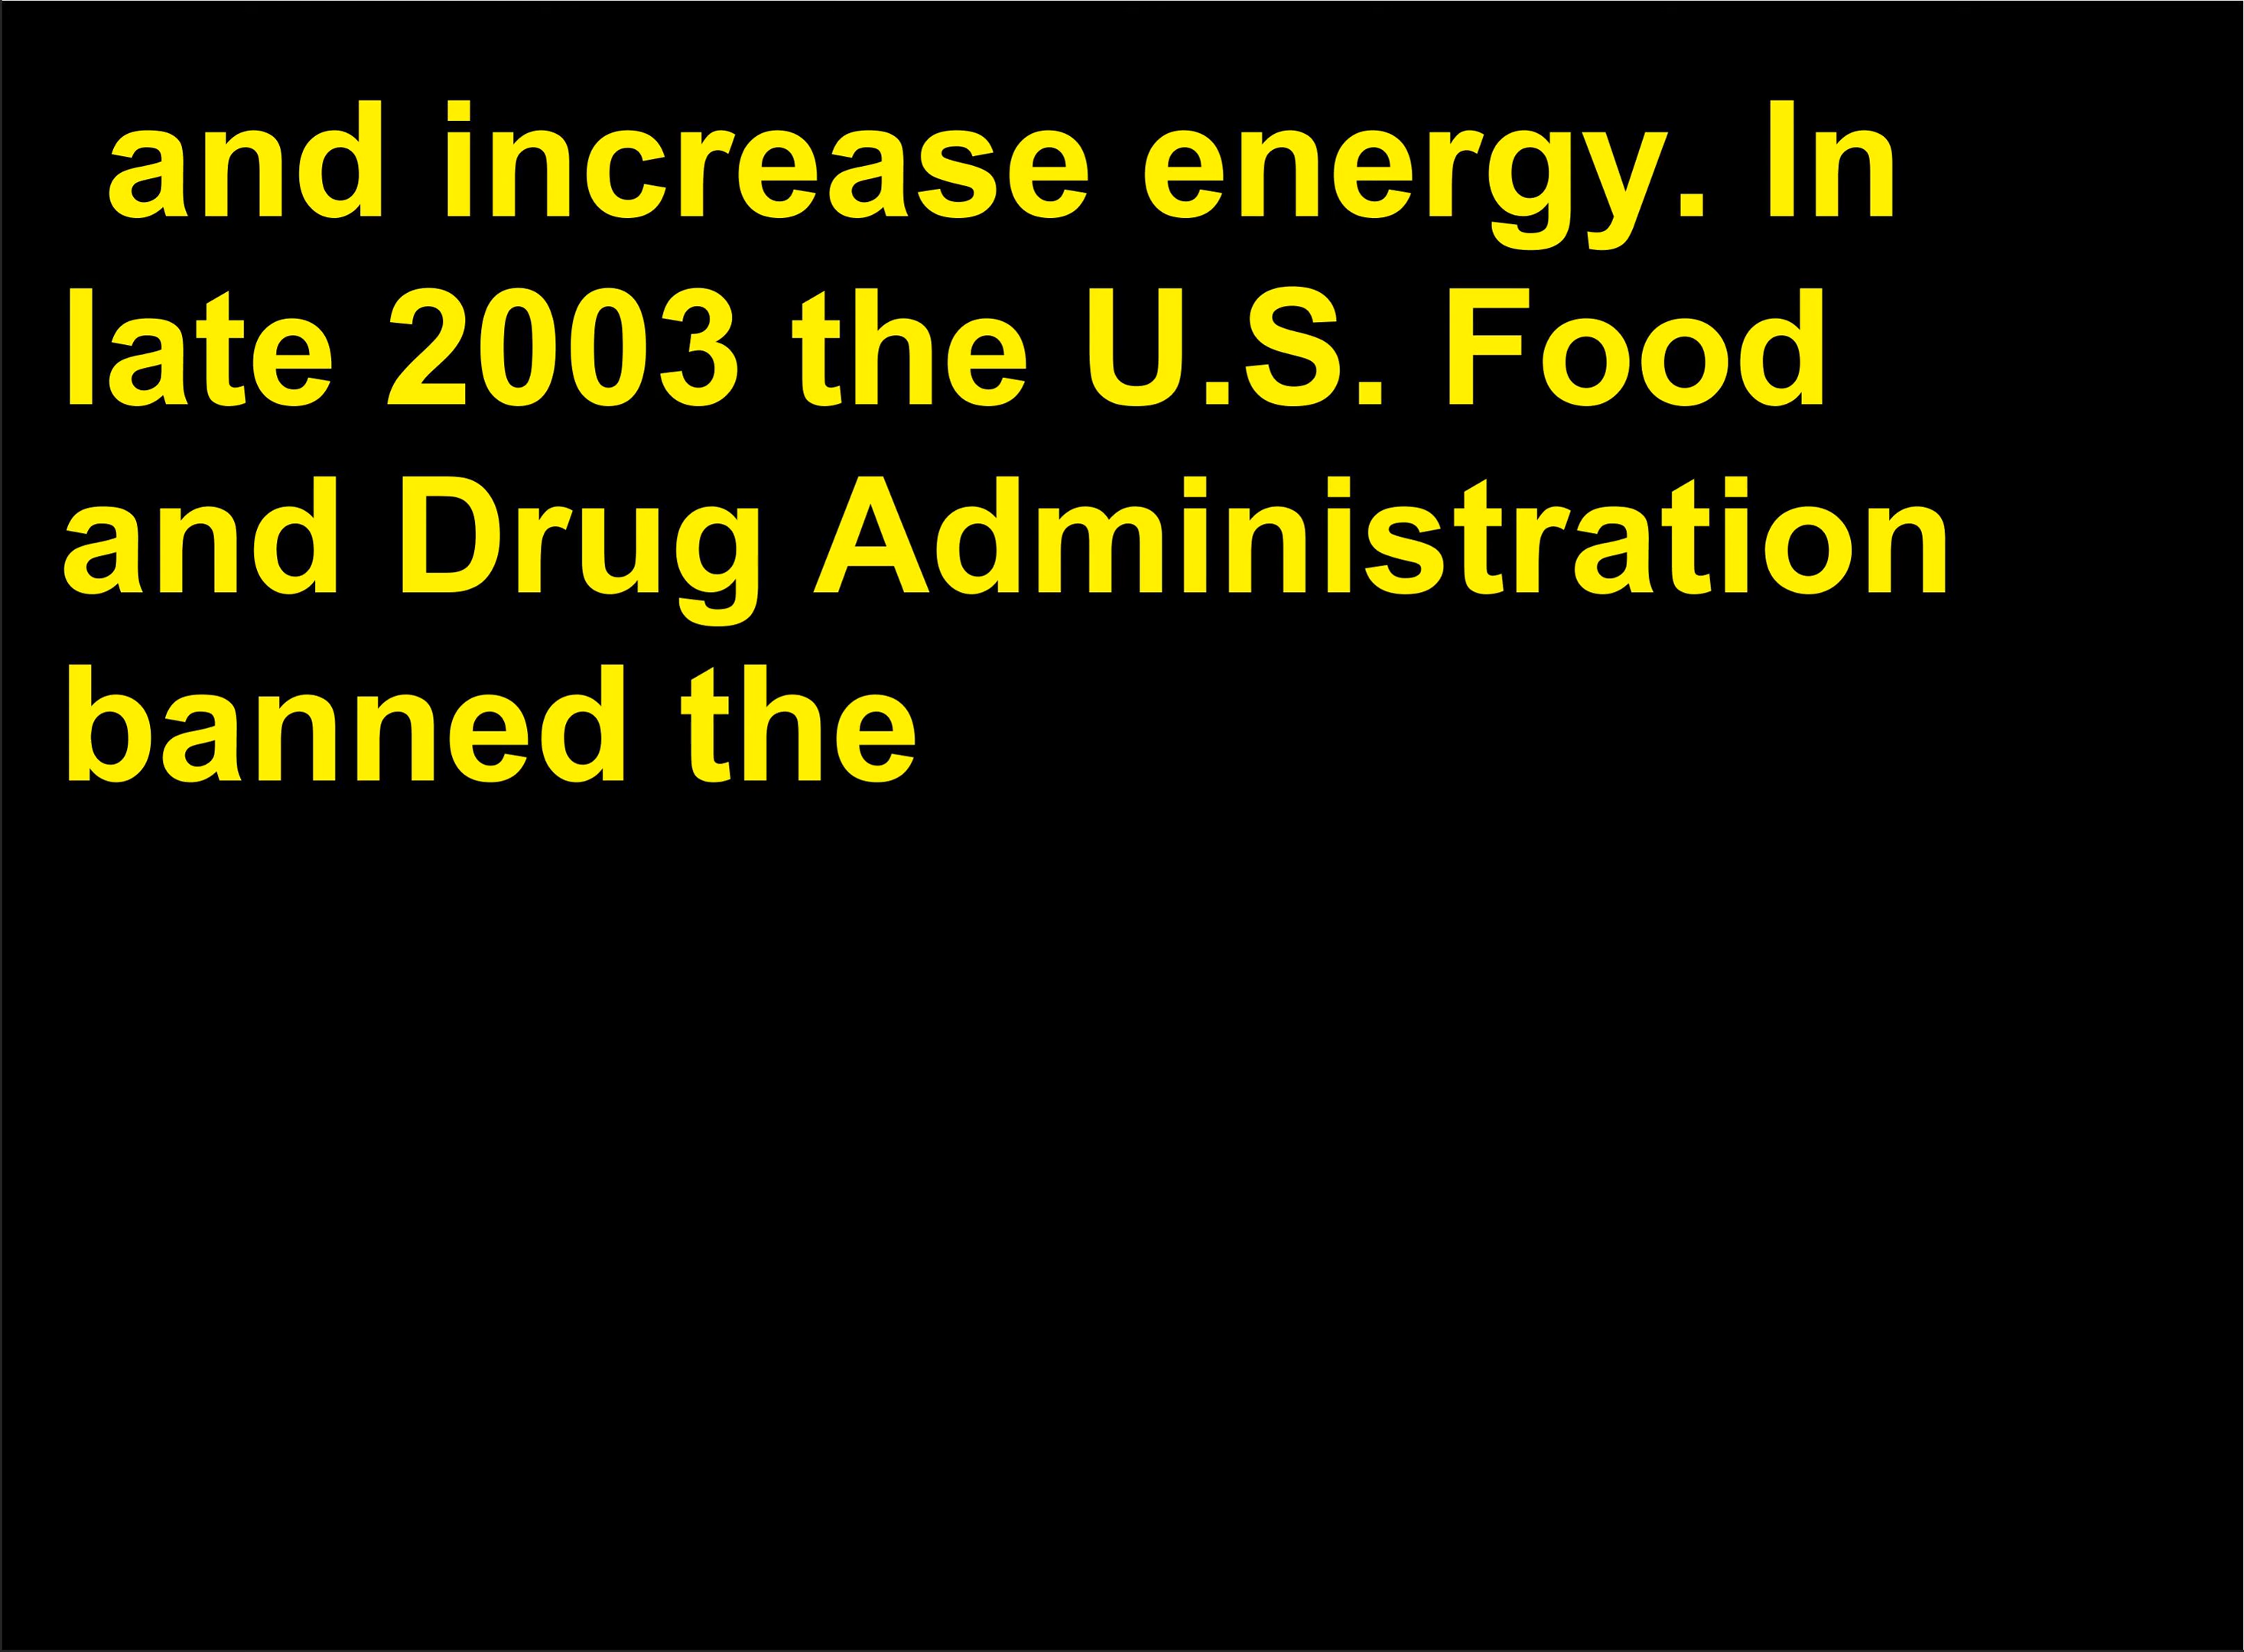 and increase energy. In
late 2003 the U.S. Food
and Drug Administration
banned the